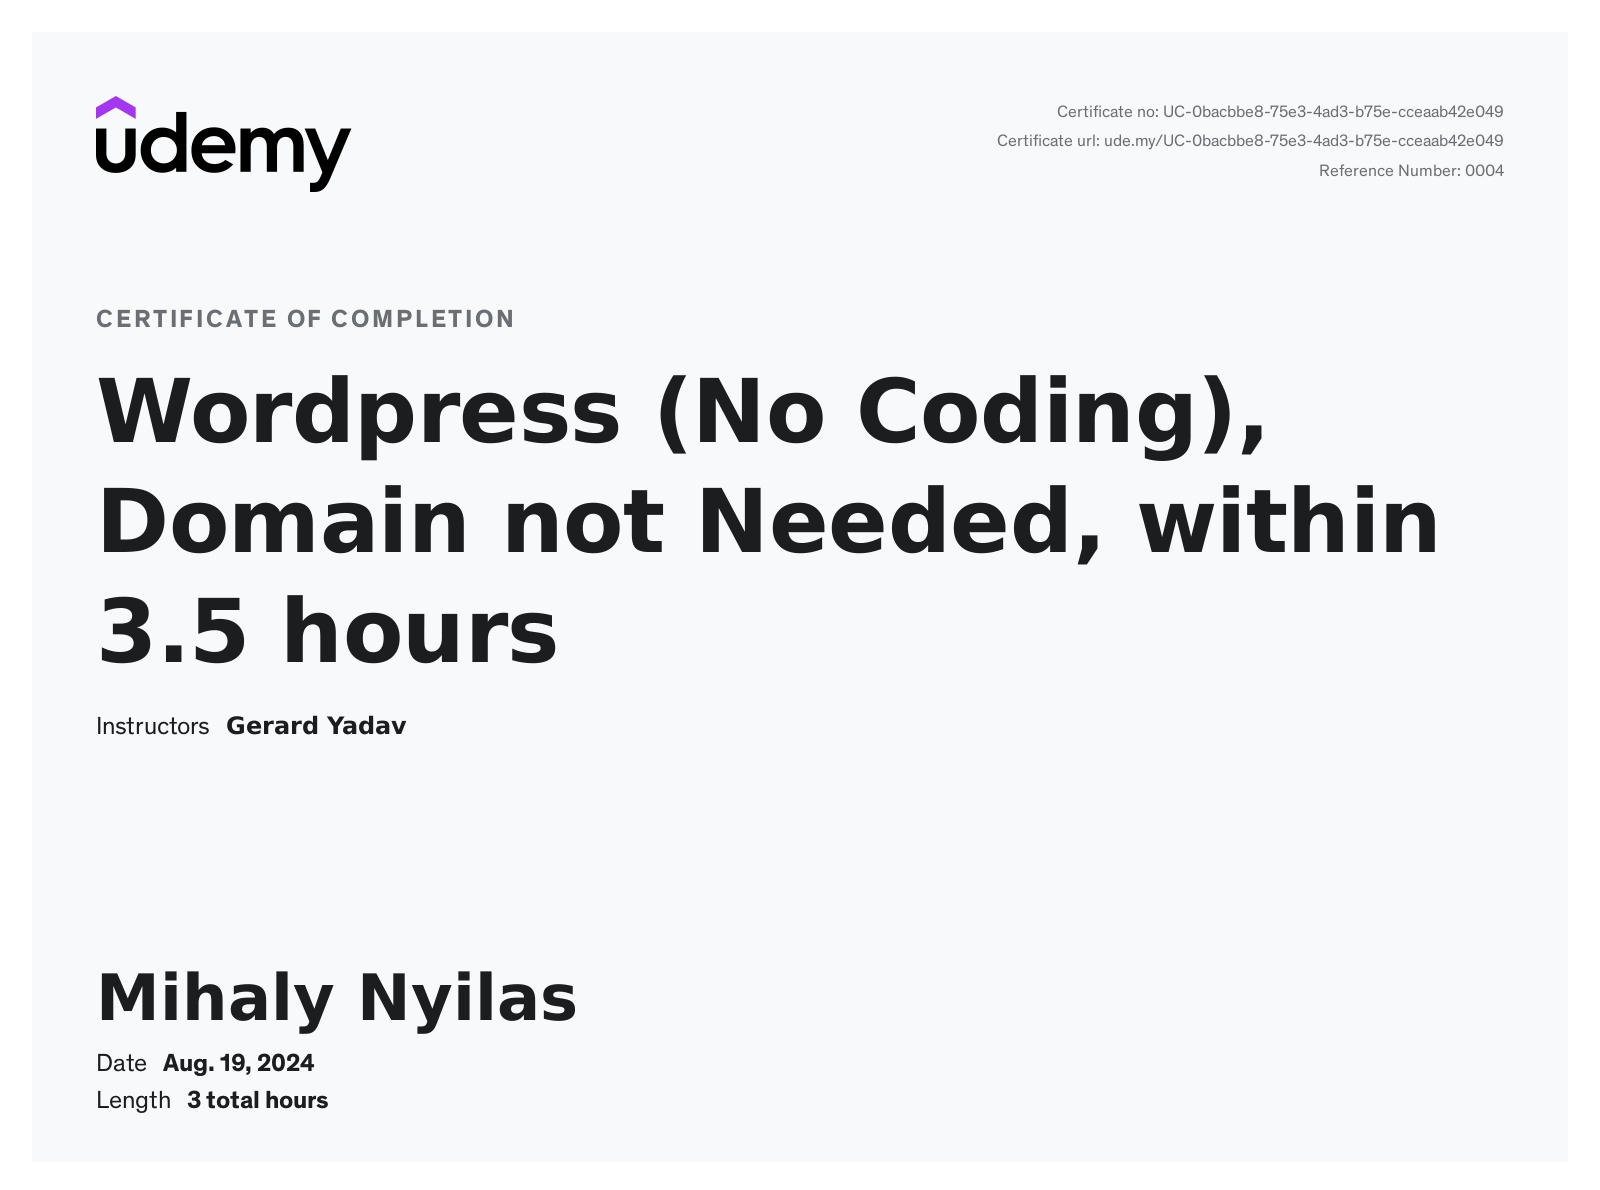 udemy
Certificate no: UC-0bacbbe8-75e3-4ad3-b75e-cceaab42e049
Certificate url: ude.my/UC-0bacbbe8-75e3-4ad3-b75e-cceaab42e049
Reference Number: 0004
CERTIFICATE OF COMPLETION
Wordpress (No Coding),
Domain not Needed, within
3.5 hours
Instructors Gerard Yadav
Mihaly Nyilas
Date Aug. 19, 2024
Length 3 total hours